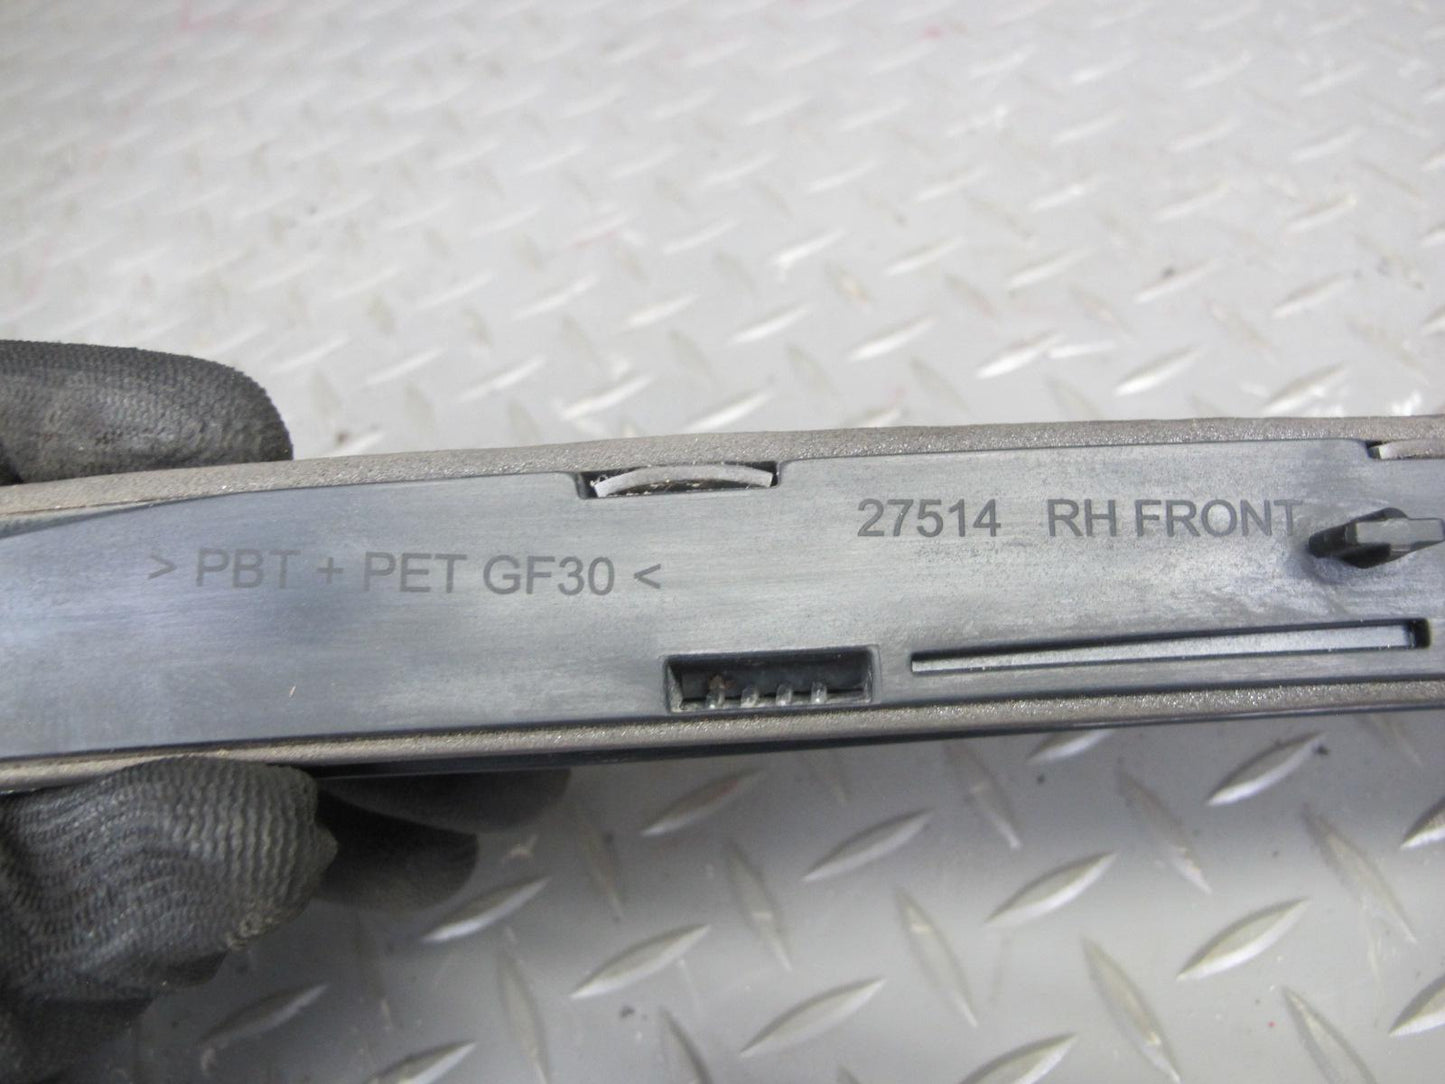 27514 RH FRONT
> PBT + PET GF30 <